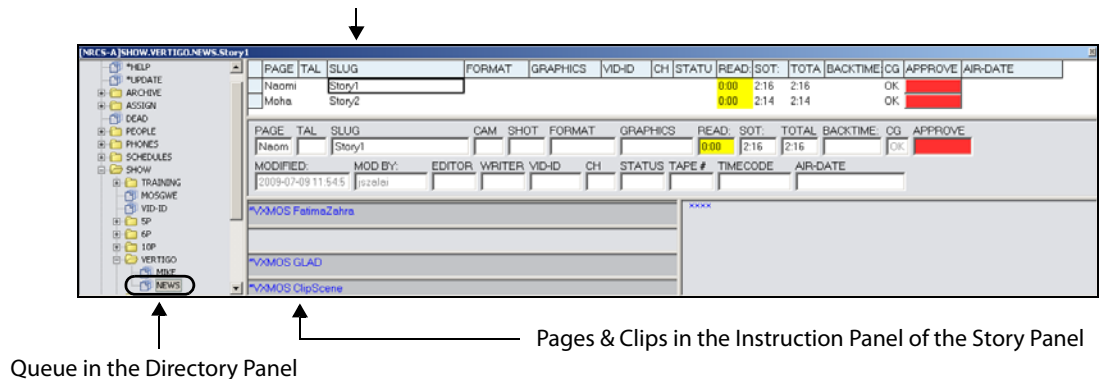 [NRCS-A]SHOW.VERTIGO.NEWS.Story1
*HELP
*UPDATE
ARCHIVE
ASSIGN
DEAD
PEOPLE
PHONES
SCHEDULES
SHOW
TRAINING
MOSGWE
VID-ID
5P
6P
10P
VERTIGO
MIKE
NEWS
PAGE TAL SLUG FORMAT GRAPHICS VID-ID CH STATU READ: SOT: TOTA BACKTIME CG APPROVE AIR-DATE
Naomi Story1 0:00 2:16 2:16 OK
Moha Story2 0:00 2:14 2:14 OK
PAGE TAL SLUG CAM SHOT FORMAT GRAPHICS READ: SOT: TOTAL BACKTIME: CG APPROVE
Naom Story1 0:00 2:16 2:16 OK
MODIFIED: MOD BY: EDITOR WRITER VID-ID CH STATUS TAPE # TIMECODE AIR-DATE
2009-07-09 11:54:5 jszalai
*VXMOS FatimaZahra
××××
*VXMOS GLAD
*VXMOS ClipScene
Pages & Clips in the Instruction Panel of the Story Panel
Queue in the Directory Panel